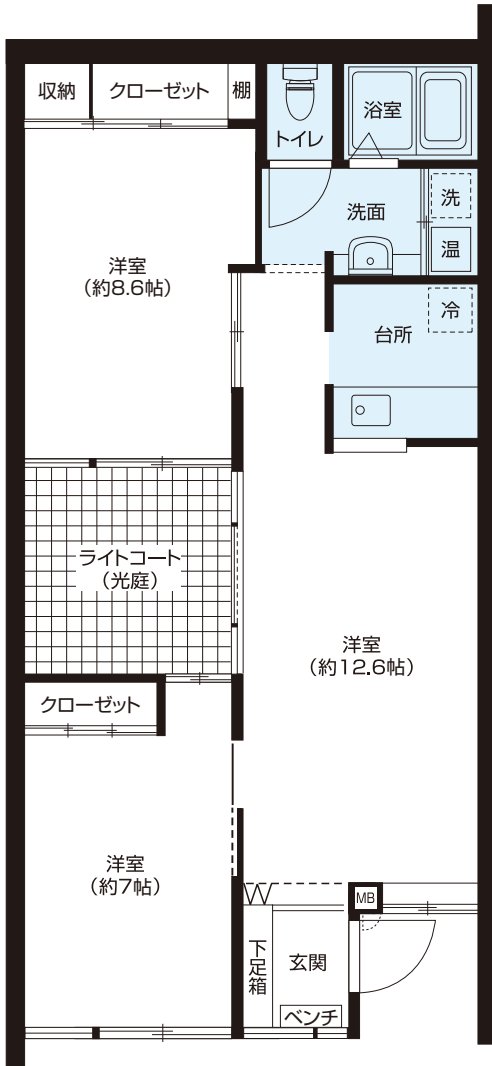 収納
クローゼット
棚
トイレ
浴室
洗面
洗
温
洋室
（約8.6帖）
冷
台所
ライトコート
（光庭）
洋室
（約12.6帖）
クローゼット
洋室
（約7帖）
MB
下足箱
玄関
ベンチ